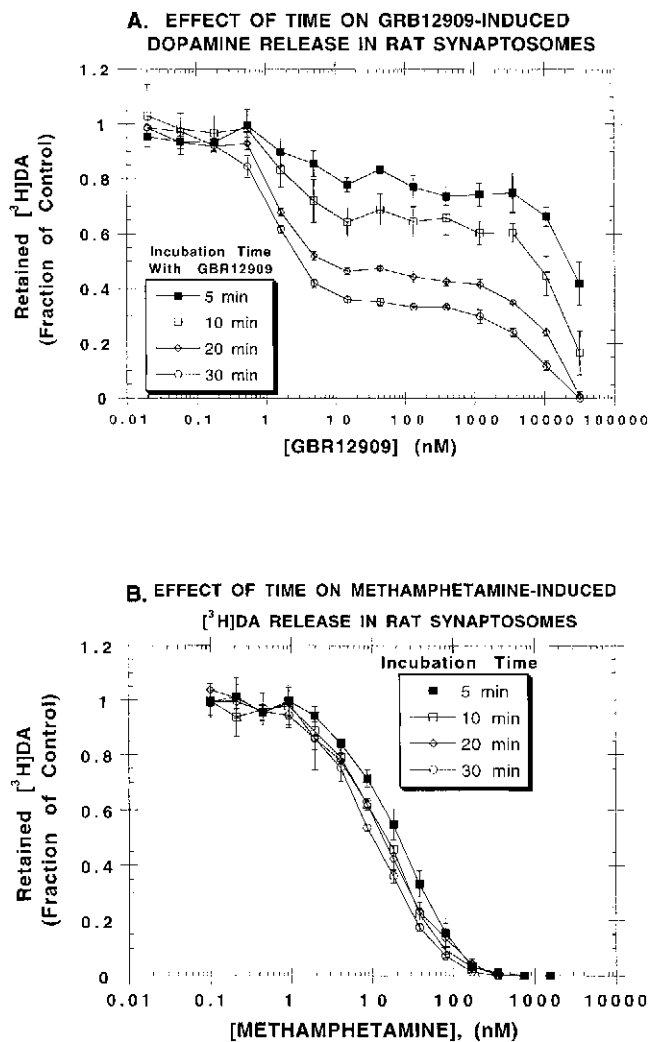 A. EFFECT OF TIME ON GRB12909-INDUCED
DOPAMINE RELEASE IN RAT SYNAPTOSOMES
Retained [³H]DA
(Fraction of Control)
1.2
1
0.8
0.6
0.4
0.2
0
Incubation Time
With GBR12909
5 min
10 min
20 min
30 min
0.01 0.1 1 10 100 1000 10000 100000
[GBR12909] (nM)
B. EFFECT OF TIME ON METHAMPHETAMINE-INDUCED
[³H]DA RELEASE IN RAT SYNAPTOSOMES
Retained [³H]DA
(Fraction of Control)
1.2
1
0.8
0.6
0.4
0.2
0
Incubation Time
5 min
10 min
20 min
30 min
0.01 0.1 1 10 100 1000 10000
[METHAMPHETAMINE], (nM)